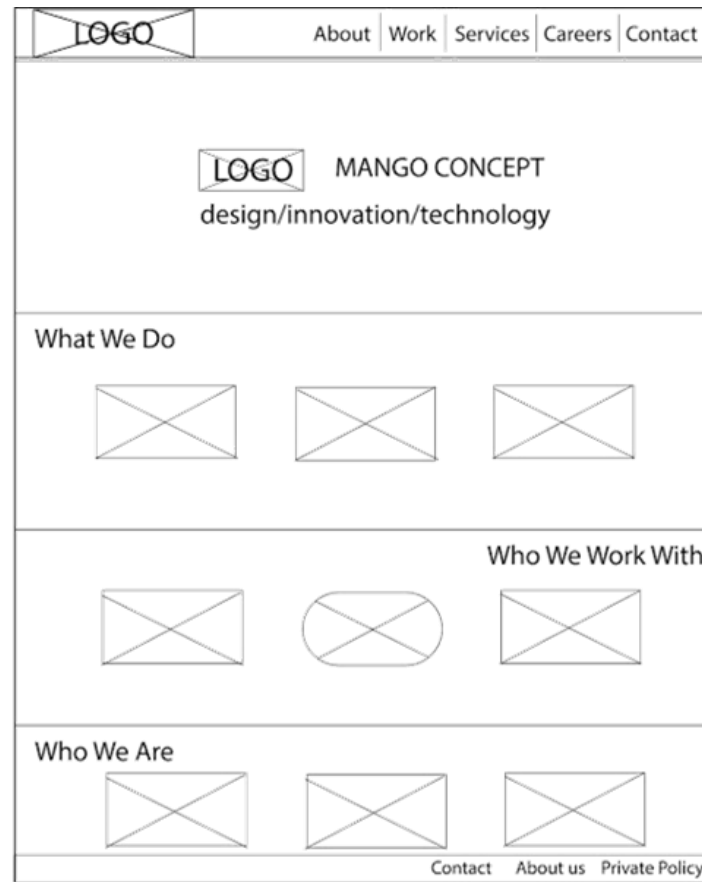 LOGO About Work Services Careers Contact
LOGO MANGO CONCEPT
design/innovation/technology
What We Do
Who We Work With
Who We Are
Contact About us Private Policy